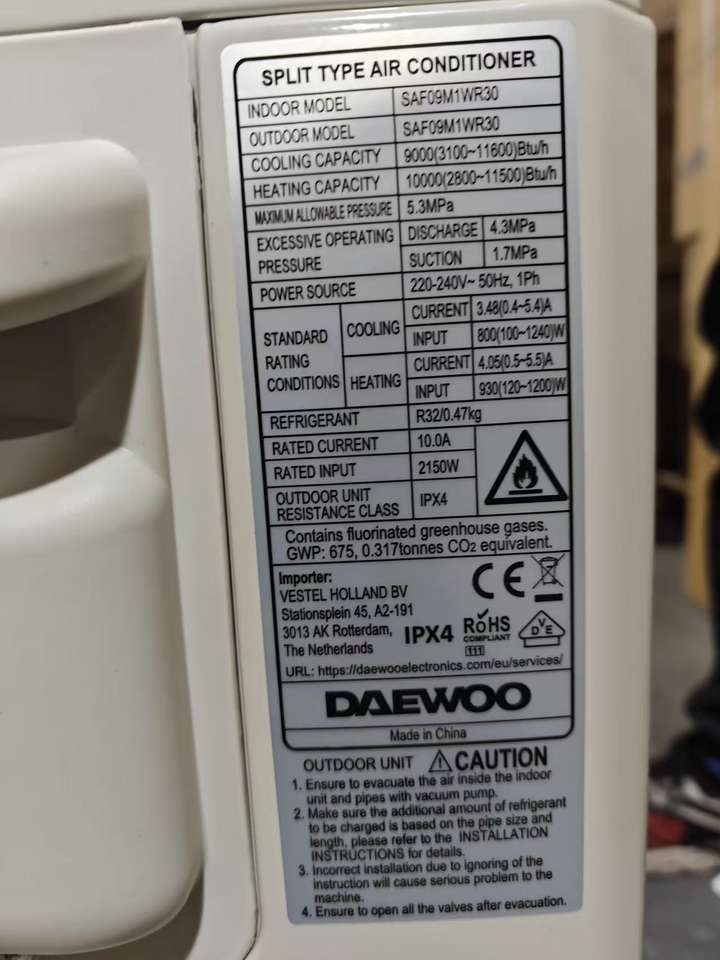 SPLIT TYPE AIR CONDITIONER
INDOOR MODEL SAF09M1WR30
OUTDOOR MODEL SAF09M1WR30
COOLING CAPACITY 9000(3100~11600)Btu/h
HEATING CAPACITY 10000(2800~11500)Btu/h
MAXIMUM ALLOWABLE PRESSURE 5.3MPa
EXCESSIVE OPERATING PRESSURE DISCHARGE 4.3MPa
SUCTION 1.7MPa
POWER SOURCE 220-240V~ 50Hz, 1Ph
STANDARD RATING CONDITIONS COOLING CURRENT 3.48(0.4~5.4)A
INPUT 800(100~1240)W
HEATING CURRENT 4.05(0.5~5.5)A
INPUT 930(120~1200)W
REFRIGERANT R32/0.47kg
RATED CURRENT 10.0A
RATED INPUT 2150W
OUTDOOR UNIT RESISTANCE CLASS IPX4
Contains fluorinated greenhouse gases.
GWP: 675, 0.317tonnes CO2 equivalent.
Importer:
VESTEL HOLLAND BV
Stationsplein 45, A2-191
3013 AK Rotterdam,
The Netherlands
CE
IPX4
RoHS
COMPLIANT
DVE
URL: https://daewooelectronics.com/eu/services/
DAEWOO
Made in China
OUTDOOR UNIT CAUTION
1. Ensure to evacuate the air inside the indoor
unit and pipes with vacuum pump.
2. Make sure the additional amount of refrigerant
to be charged is based on the pipe size and
length, please refer to the INSTALLATION
INSTRUCTIONS for details.
3. Incorrect installation due to ignoring of the
instruction will cause serious problem to the
machine.
4. Ensure to open all the valves after evacuation.